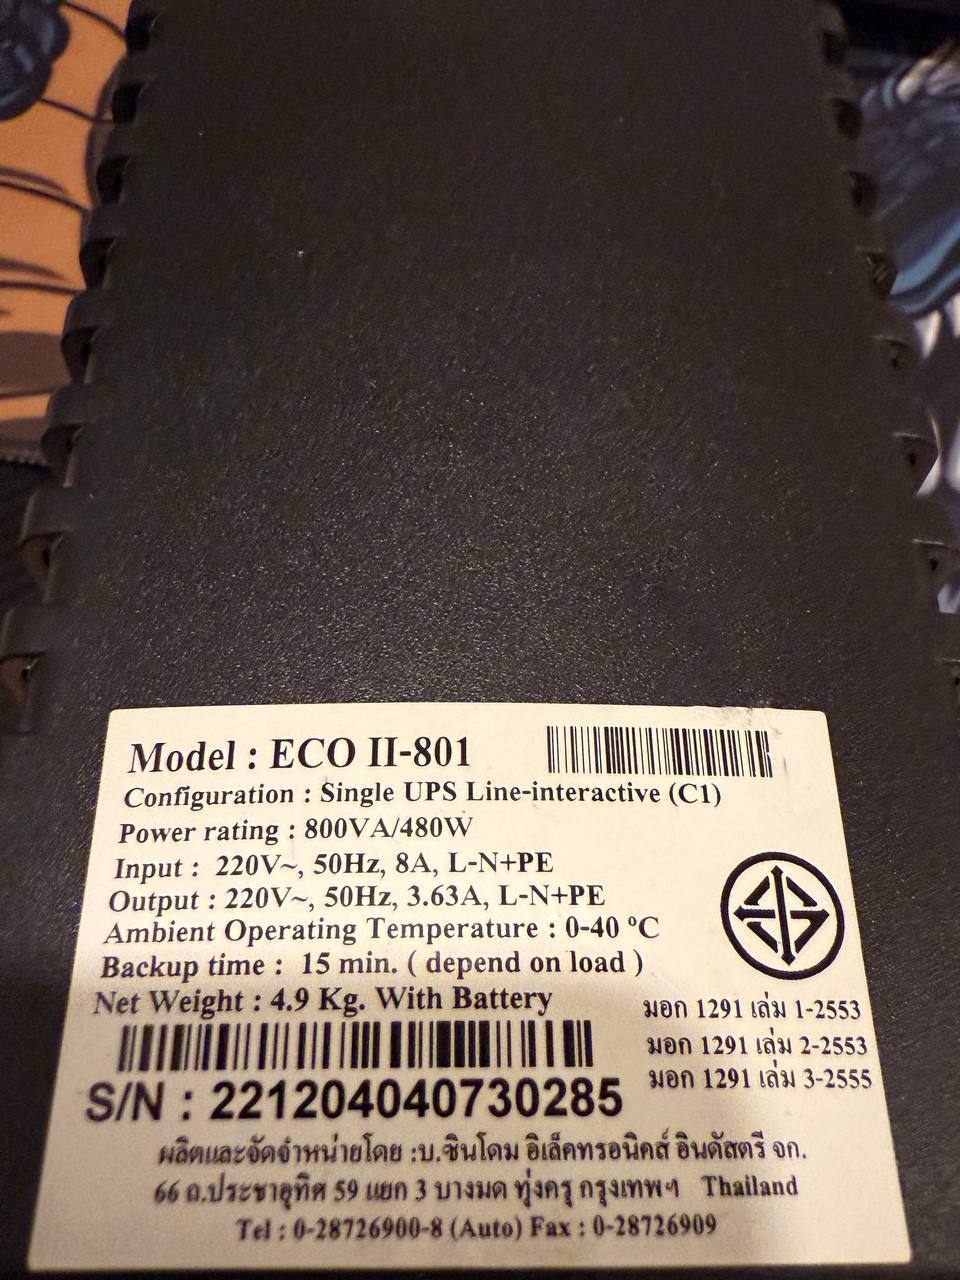 Model : ECO II-801
Configuration : Single UPS Line-interactive (C1)
Power rating : 800VA/480W
Input : 220V~, 50Hz, 8A, L-N+PE
Output : 220V~, 50Hz, 3.63A, L-N+PE
Ambient Operating Temperature : 0-40 ºC
Backup time : 15 min. ( depend on load )
Net Weight : 4.9 Kg. With Battery
มอก 1291 เล่ม 1-2553
มอก 1291 เล่ม 2-2553
มอก 1291 เล่ม 3-2555
S/N : 221204040730285
ผลิตและจัดจำหน่ายโดย :บ.ซินโดม อิเล็คทรอนิคส์ อินดัสตรี จก.
66 ถ.ประชาอุทิศ 59 แยก 3 บางมด ทุ่งครุ กรุงเทพฯ Thailand
Tel : 0-28726900-8 (Auto) Fax : 0-28726909